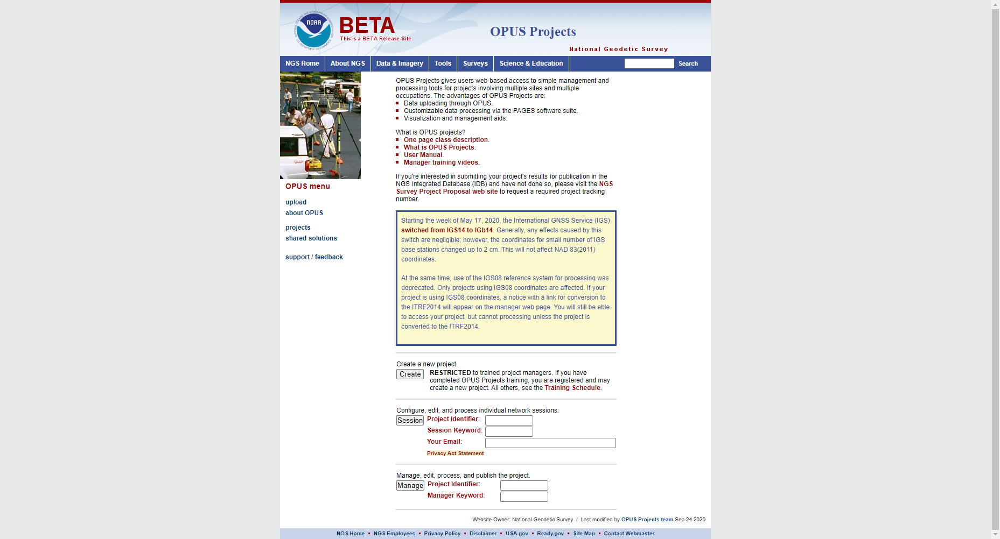 NOAA
NATIONAL OCEANIC AND ATMOSPHERIC ADMINISTRATION
U.S. DEPARTMENT OF COMMERCE
BETA
This is a BETA Release Site
OPUS Projects
National Geodetic Survey
NGS Home
About NGS
Data & Imagery
Tools
Surveys
Science & Education
Search
OPUS menu
upload
about OPUS
projects
shared solutions
support / feedback
OPUS Projects gives users web-based access to simple management and
processing tools for projects involving multiple sites and multiple
occupations. The advantages of OPUS Projects are:
Data uploading through OPUS.
Customizable data processing via the PAGES software suite.
Visualization and management aids.
What is OPUS projects?
One page class description.
What is OPUS Projects.
User Manual.
Manager training videos.
If you're interested in submitting your project's results for publication in the
NGS Integrated Database (IDB) and have not done so, please visit the NGS
Survey Project Proposal web site to request a required project tracking
number.
Starting the week of May 17, 2020, the International GNSS Service (IGS)
switched from IGS14 to IGb14. Generally, any effects caused by this
switch are negligible; however, the coordinates for small number of IGS
base stations changed up to 2 cm. This will not affect NAD 83(2011)
coordinates.
At the same time, use of the IGS08 reference system for processing was
deprecated. Only projects using IGS08 coordinates are affected. If your
project is using IGS08 coordinates, a notice with a link for conversion to
the ITRF2014 will appear on the manager web page. You will still be able
to access your project, but cannot processing unless the project is
converted to the ITRF2014.
Create a new project.
Create
RESTRICTED to trained project managers. If you have
completed OPUS Projects training, you are registered and may
create a new project. All others, see the Training Schedule.
Configure, edit, and process individual network sessions.
Session
Project Identifier:
Session Keyword:
Your Email:
Privacy Act Statement
Manage, edit, process, and publish the project.
Manage
Project Identifier:
Manager Keyword:
Website Owner: National Geodetic Survey / Last modified by OPUS Projects team Sep 24 2020
NOS Home ▪ NGS Employees ▪ Privacy Policy ▪ Disclaimer ▪ USA.gov ▪ Ready.gov ▪ Site Map ▪ Contact Webmaster